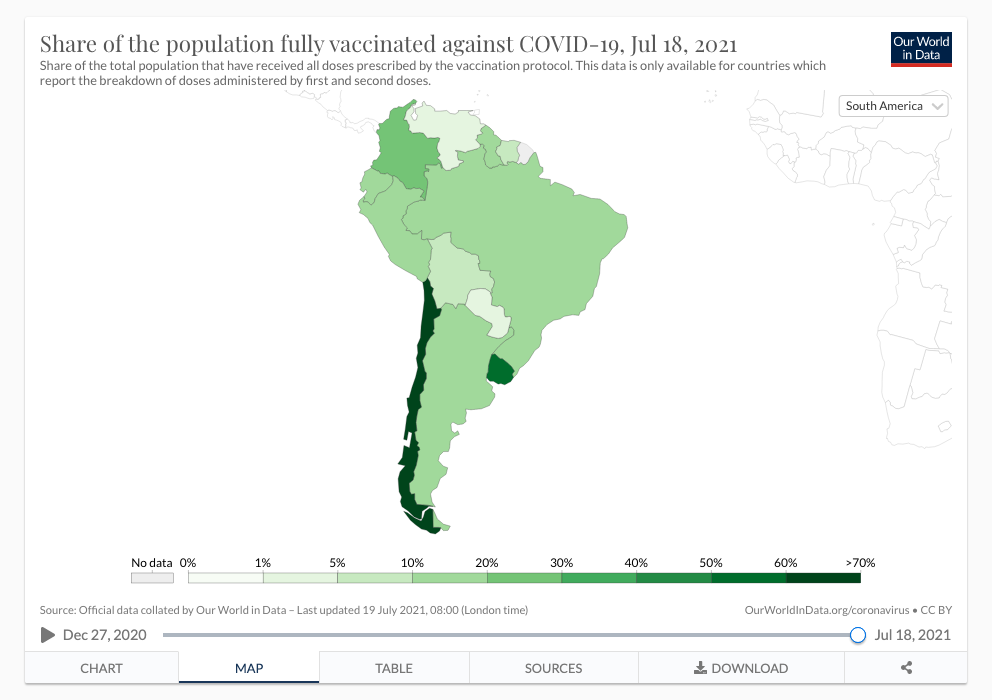 Share of the population fully vaccinated against COVID-19, Jul 18, 2021
Share of the total population that have received all doses prescribed by the vaccination protocol. This data is only available for countries which
report the breakdown of doses administered by first and second doses.
Our World
in Data
South America
No data 0% 1% 5% 10% 20% 30% 40% 50% 60% >70%
Source: Official data collated by Our World in Data – Last updated 19 July 2021, 08:00 (London time)
OurWorldInData.org/coronavirus • CC BY
Dec 27, 2020
Jul 18, 2021
CHART
MAP
TABLE
SOURCES
DOWNLOAD